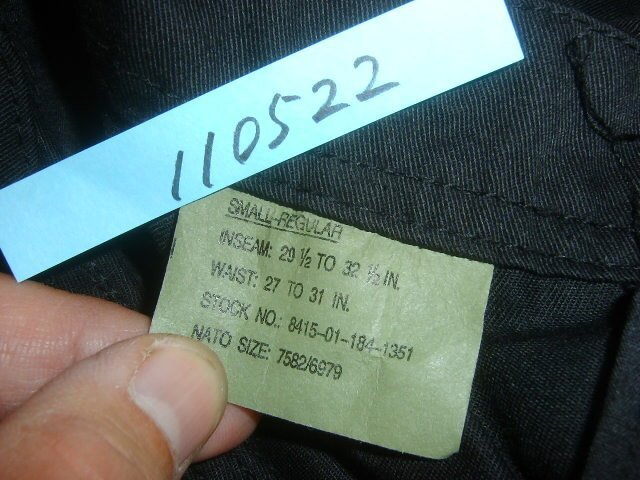 110522
SMALL-REGULAR
INSEAM: 29 1/2 TO 32 1/2 IN.
WAIST: 27 TO 31 IN.
STOCK NO.: 8415-01-184-1351
NATO SIZE: 7582/6979